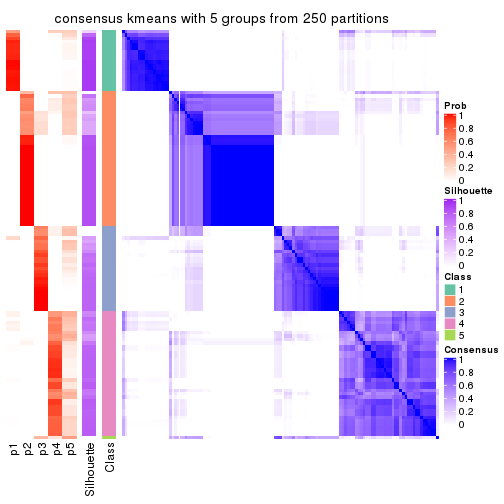 consensus kmeans with 5 groups from 250 partitions
Prob
1
0.8
0.6
0.4
0.2
0
Silhouette
1
0.8
0.6
0.4
0.2
0
Class
1
2
3
4
5
Consensus
1
0.8
0.6
0.4
0.2
0
p1
p2
p3
p4
p5
Silhouette
Class